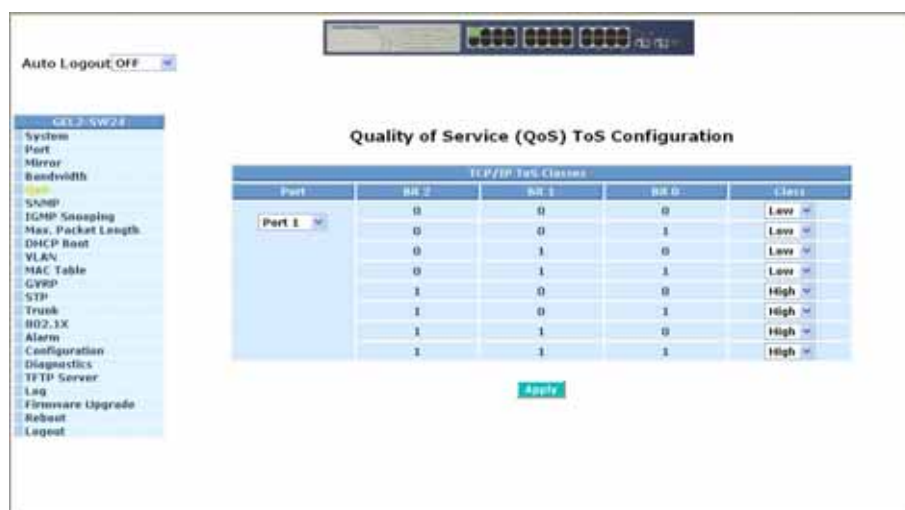 Auto Logout OFF
GEL2-SW24
System
Port
Mirror
Bandwidth
QoS
SNMP
IGMP Snooping
Max. Packet Length
DHCP Boot
VLAN
MAC Table
GVRP
STP
Trunk
802.1X
Alarm
Configuration
Diagnostics
TFTP Server
Log
Firmware Upgrade
Reboot
Logout
Quality of Service (QoS) ToS Configuration
TCP/IP ToS Classes
Port Bit 2 Bit 1 Bit 0 Class
Port 1 0 0 0 Low
0 0 1 Low
0 1 0 Low
0 1 1 Low
1 0 0 High
1 0 1 High
1 1 0 High
1 1 1 High
Apply